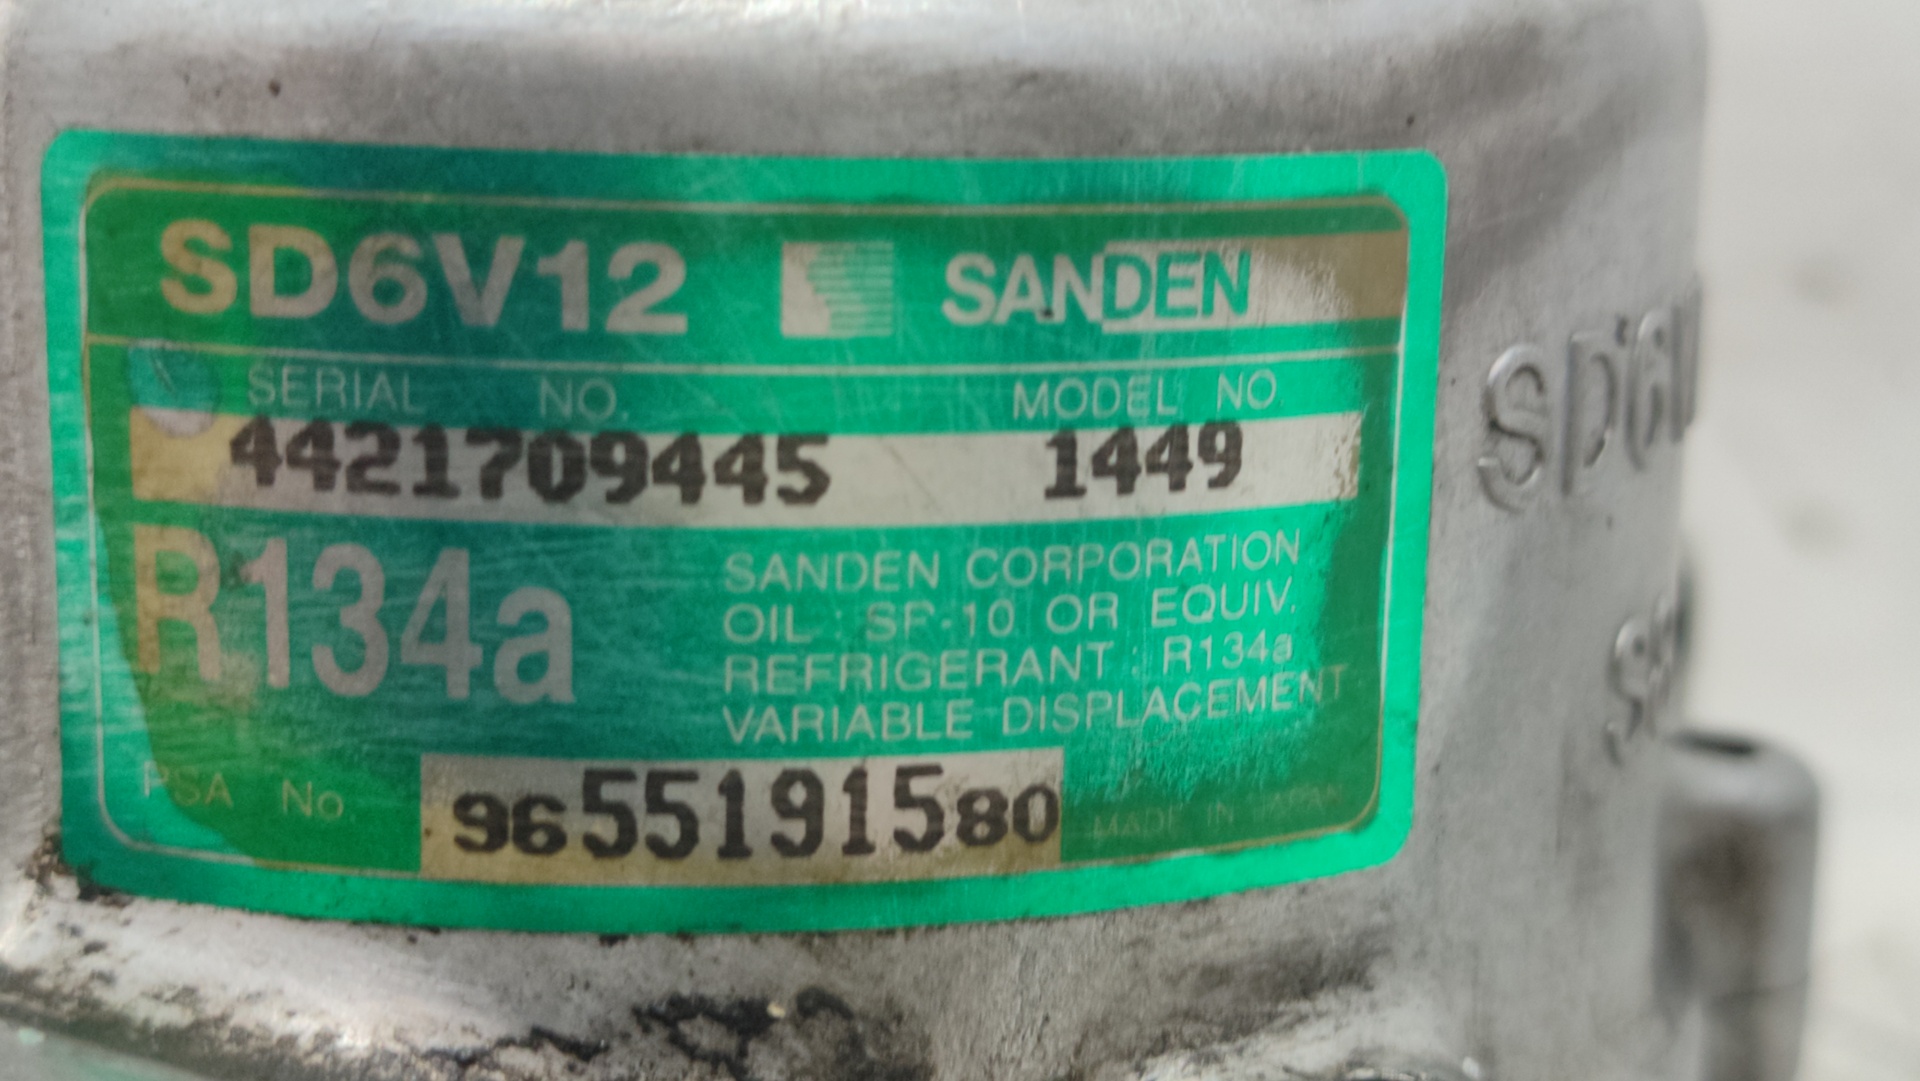 SD6V12 SANDEN
SERIAL NO. MODEL NO
4421709445 1449
R134a
SANDEN CORPORATION
OIL : SP-10 OR EQUIV.
REFRIGERANT : R134a
VARIABLE DISPLACEMENT
PSA No. 9655191580
MADE IN JAPAN
SD6V